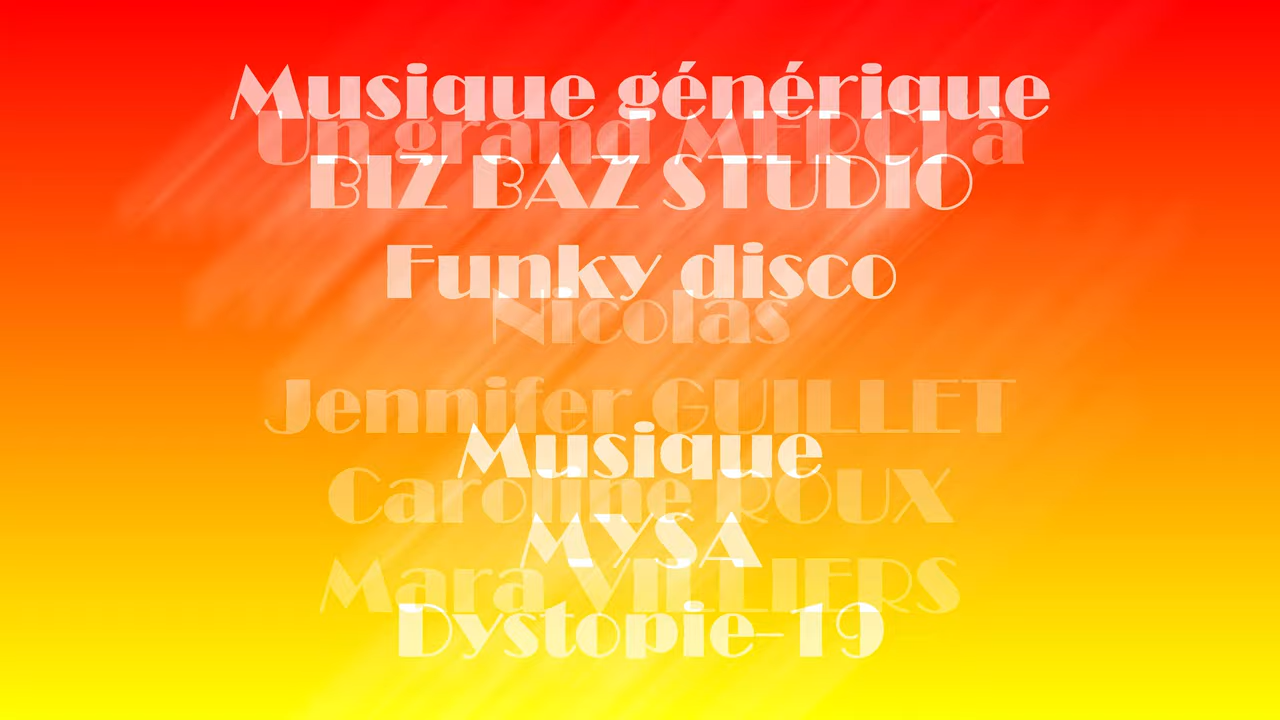 Musique générique
Un grand MERCI à
BIZ BAZ STUDIO
Funky disco
Nicolas
Jennifer GUILLET
Musique
Caroline ROUX
MYSA
Mara VILLIERS
Dystopie-19